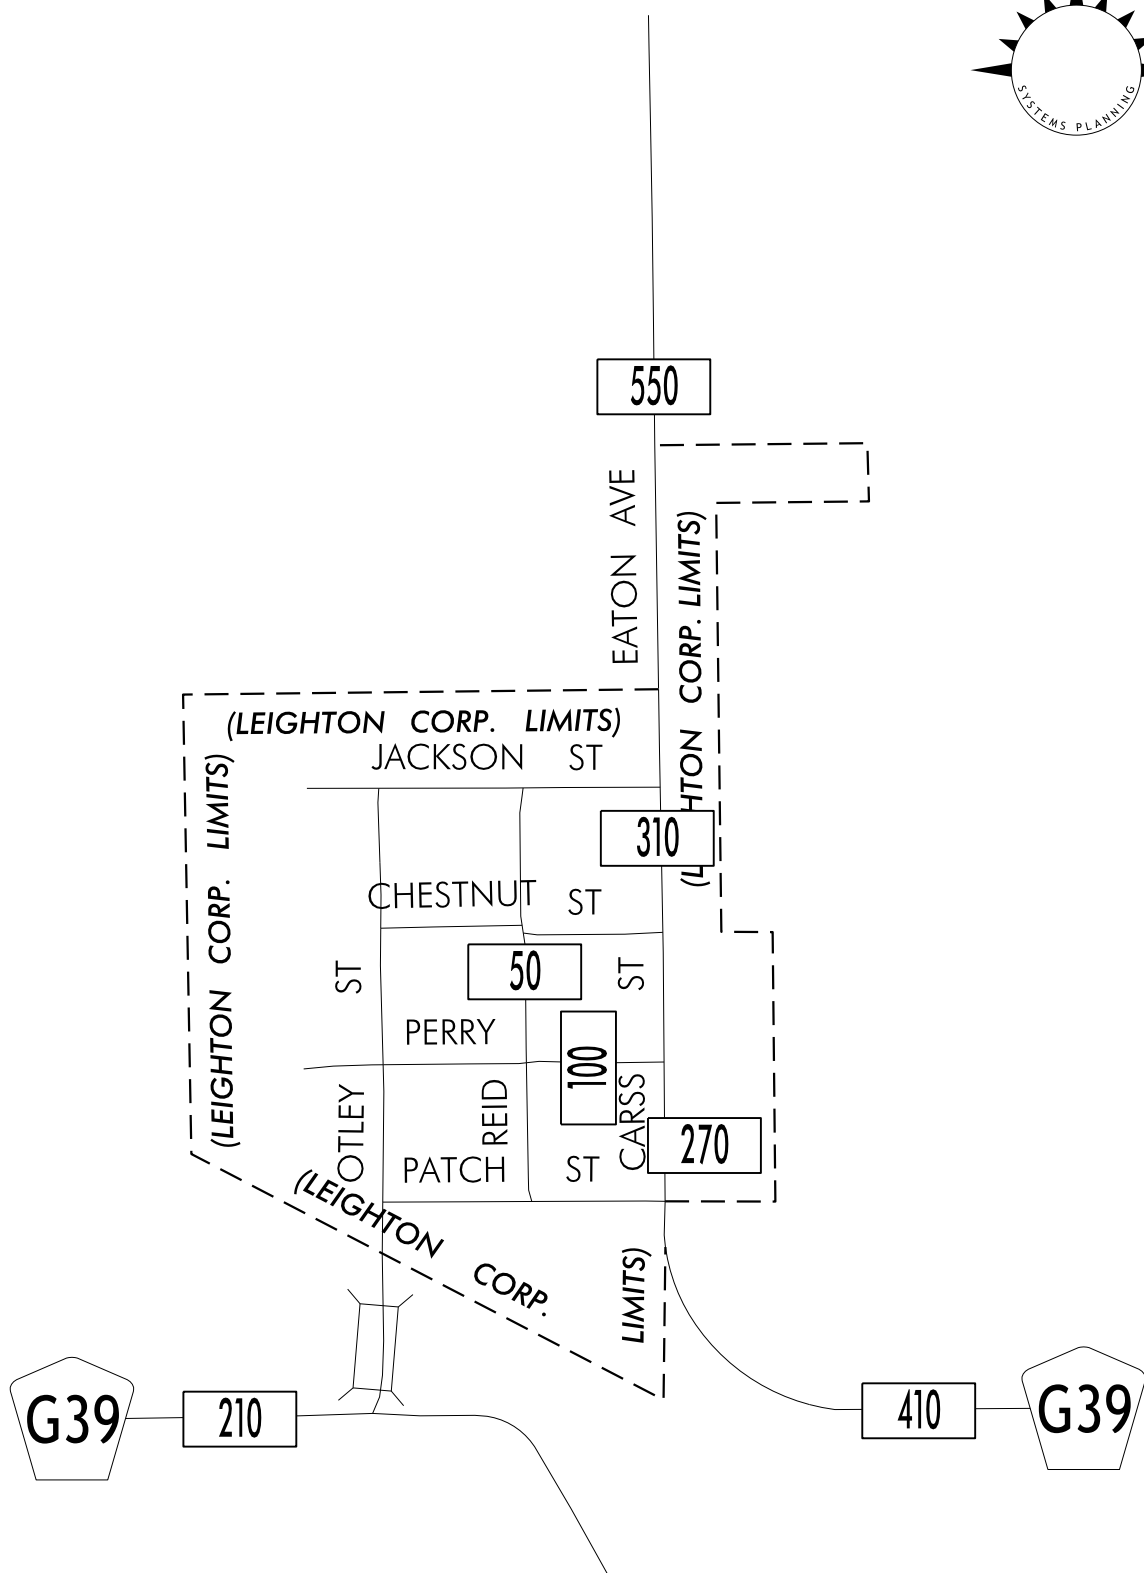 SYSTEMS PLANNING
550
EATON AVE
(LEIGHTON CORP. LIMITS)
(LEIGHTON CORP. LIMITS)
JACKSON ST
(LEIGHTON CORP. LIMITS)
310
CHESTNUT ST
50
PERRY ST
100
OTLEY ST
REID
CARSS ST
270
PATCH
(LEIGHTON CORP. LIMITS)
G39
210
410
G39